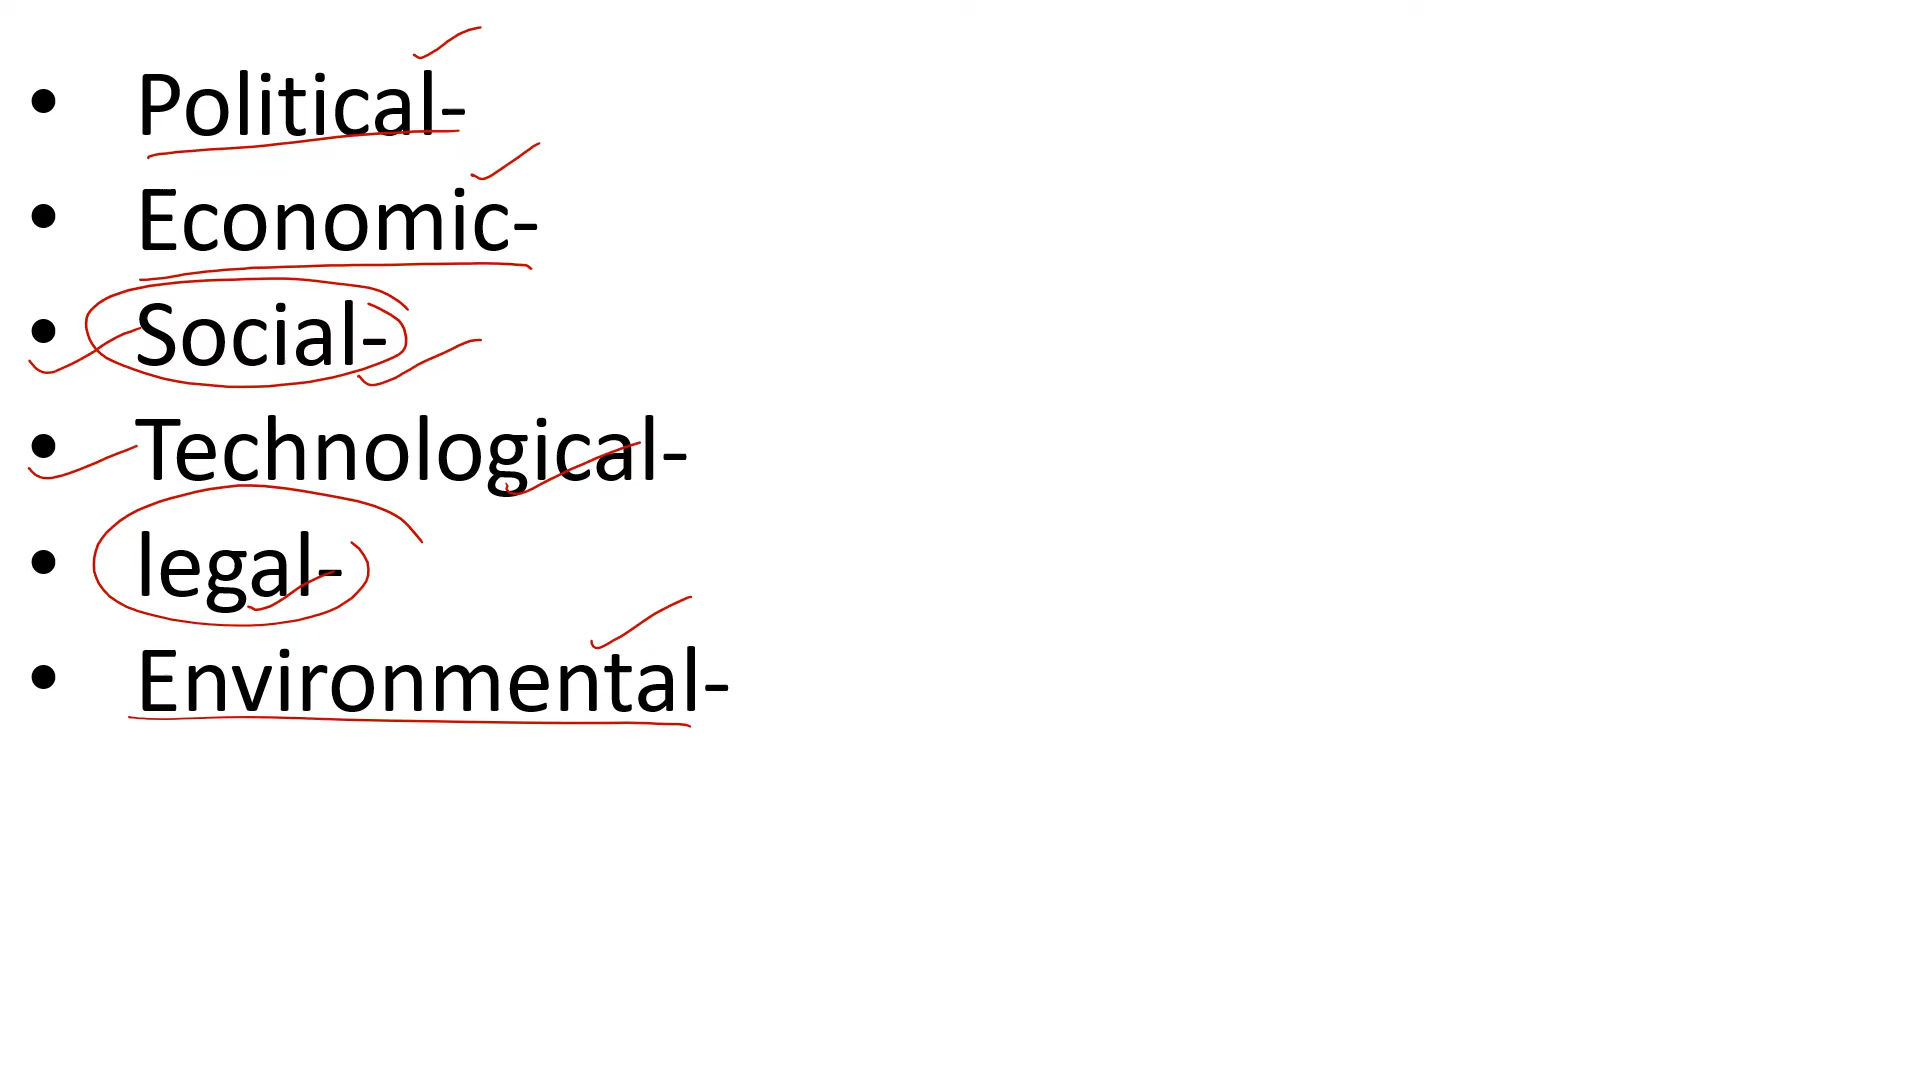 • Political-
• Economic-
• Social-
• Technological-
• legal-
• Environmental-